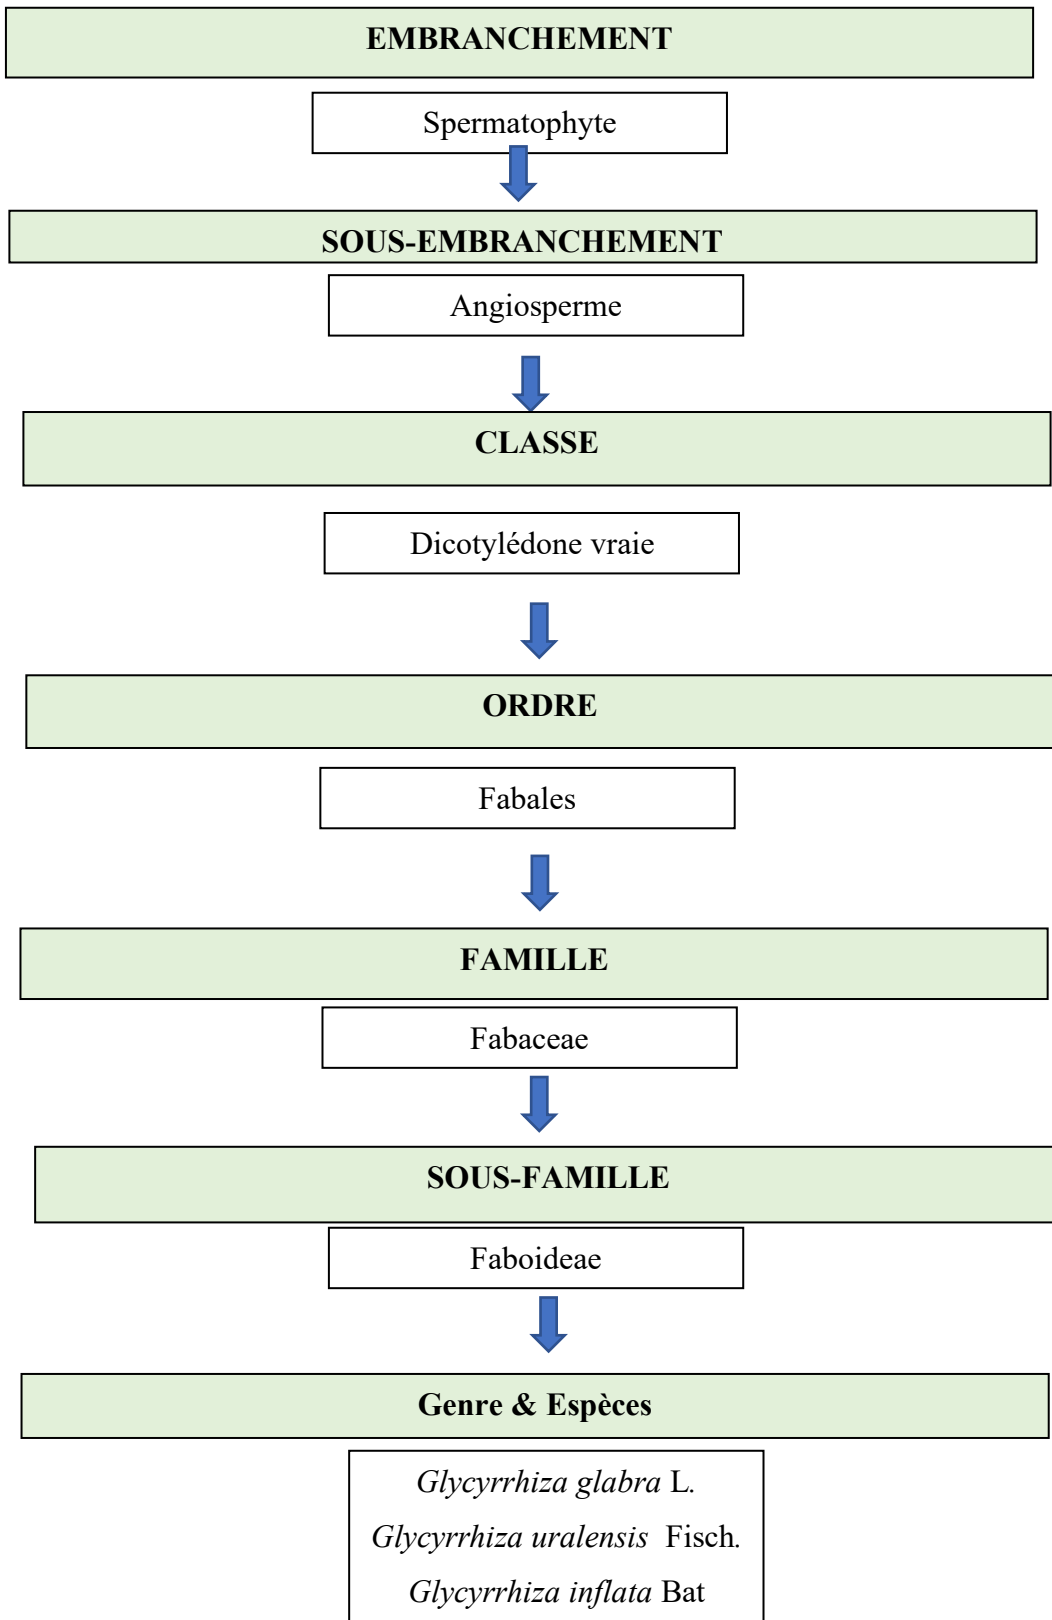 EMBRANCHEMENT
Spermatophyte
SOUS-EMBRANCHEMENT
Angiosperme
CLASSE
Dicotylédone vraie
ORDRE
Fabales
FAMILLE
Fabaceae
SOUS-FAMILLE
Faboideae
Genre & Espèces
Glycyrrhiza glabra L.
Glycyrrhiza uralensis Fisch.
Glycyrrhiza inflata Bat